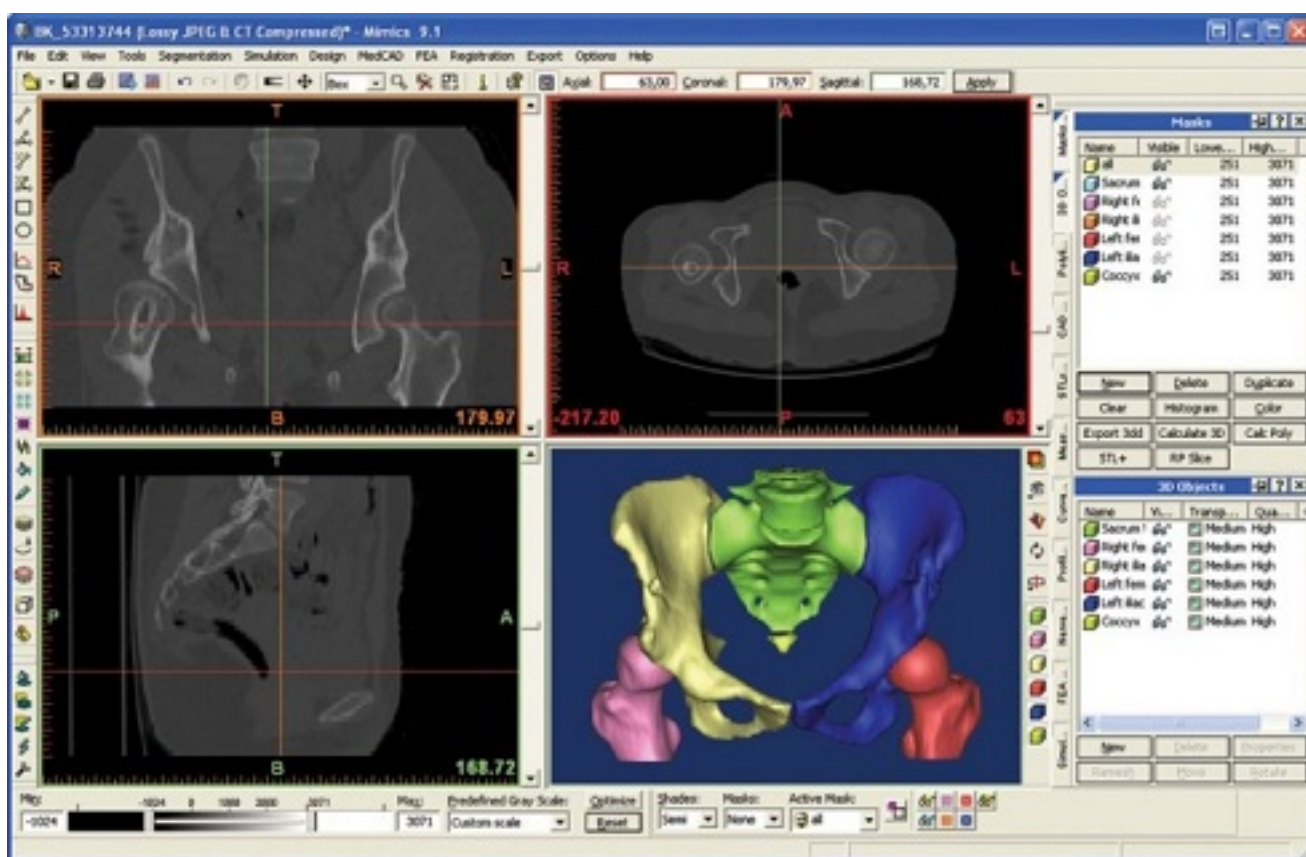 BK_53313744 (Lossy JPEG & CT Compressed)* - Mimics 9.1
File Edit View Tools Segmentation Simulation Design MedCAD FEA Registration Export Options Help
Box Axial: 63,00 Coronal: 179,97 Sagittal: 168,72 Apply
T
R
L
B
179.97
A
R
L
P
-217.20
63
T
P
A
B
168.72
Masks
Name Visible Lowe... High...
all 251 3071
Sacrum 251 3071
Right fe 251 3071
Right ili 251 3071
Left fer 251 3071
Left ilia 251 3071
Coccyx 251 3071
New Delete Duplicate
Clear Histogram Color
Export 3dd Calculate 3D Calc Poly
STL+ RP Slice
3D Objects
Name Vi... Transp... Qua...
Sacrum Medium High
Right fe Medium High
Right ilia Medium High
Left fem Medium High
Left iliac Medium High
Coccyx Medium High
New Delete Properties
Remesh Move Rotate
Min: -1024 -1024 0 1000 2000 3071 Max: 3071
Predefined Gray Scale: Custom scale
Optimize
Reset
Shades: Semi
Masks: None
Active Mask: all